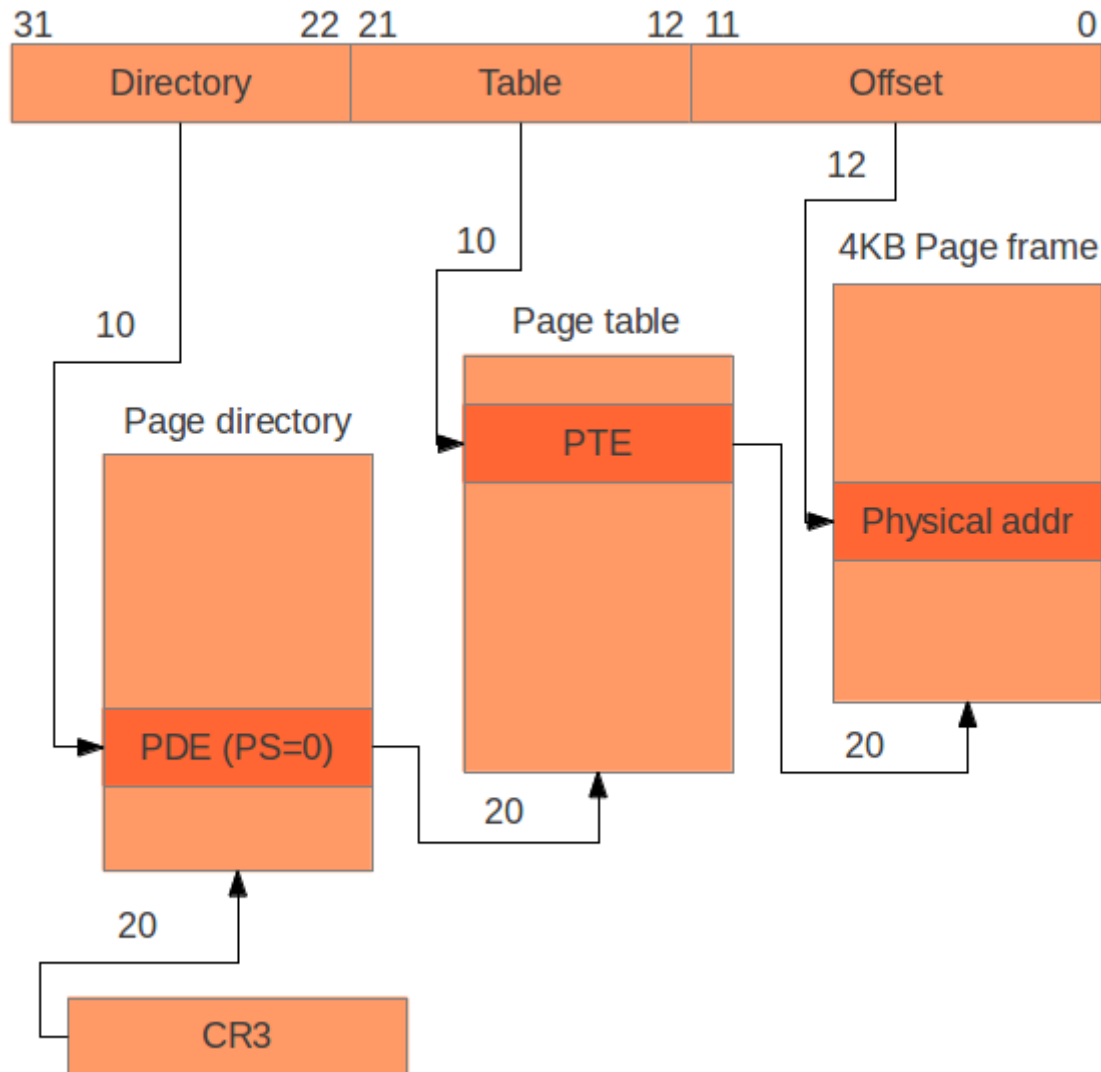 31 22 21 12 11 0
Directory Table Offset
12
10
4KB Page frame
10
Page table
Page directory
PTE
Physical addr
PDE (PS=0)
20
20
20
CR3